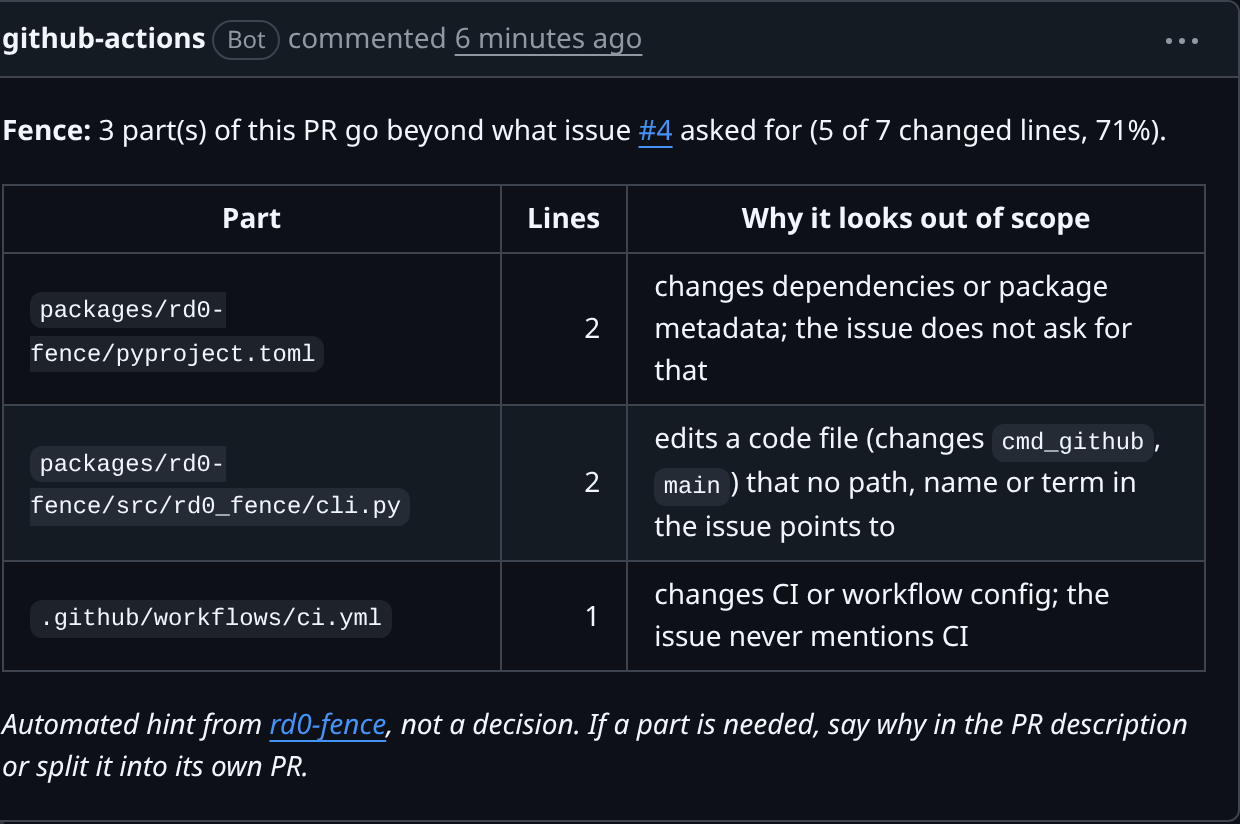 github-actions Bot commented 6 minutes ago
Fence: 3 part(s) of this PR go beyond what issue #4 asked for (5 of 7 changed lines, 71%).
Part Lines Why it looks out of scope
packages/rd0-
fence/pyproject.toml
2
changes dependencies or package
metadata; the issue does not ask for
that
packages/rd0-
fence/src/rd0_fence/cli.py
2
edits a code file (changes cmd_github,
main) that no path, name or term in
the issue points to
.github/workflows/ci.yml
1
changes CI or workflow config; the
issue never mentions CI
Automated hint from rd0-fence, not a decision. If a part is needed, say why in the PR description
or split it into its own PR.